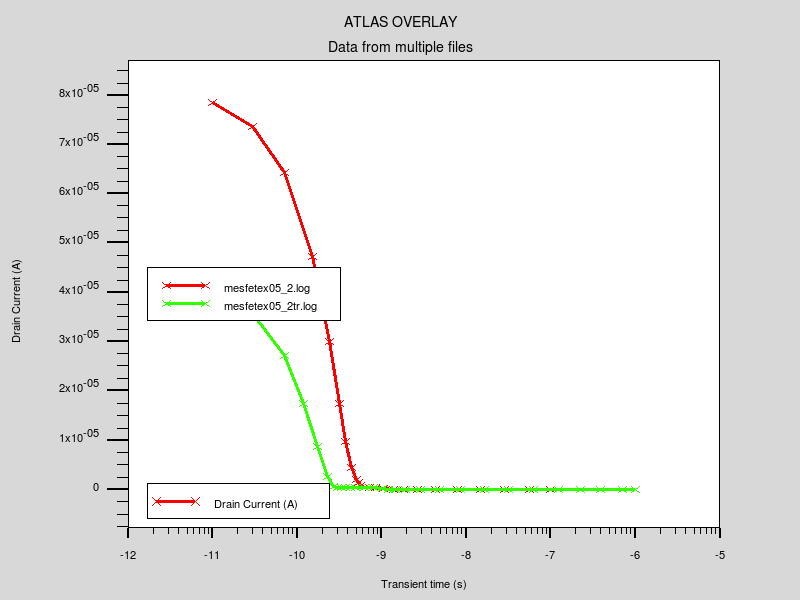 ATLAS OVERLAY
Data from multiple files
Drain Current (A)
8x10-05
7x10-05
6x10-05
5x10-05
4x10-05
3x10-05
2x10-05
1x10-05
0
mesfetex05_2.log
mesfetex05_2tr.log
Drain Current (A)
-12 -11 -10 -9 -8 -7 -6 -5
Transient time (s)